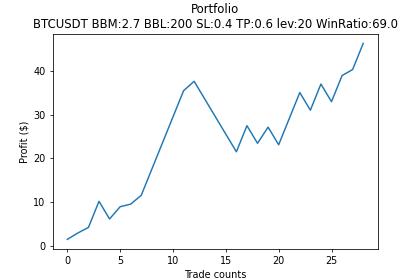 Portfolio
BTCUSDT BBM:2.7 BBL:200 SL:0.4 TP:0.6 lev:20 WinRatio:69.0
Profit ($)
40
30
20
10
0
0 5 10 15 20 25
Trade counts